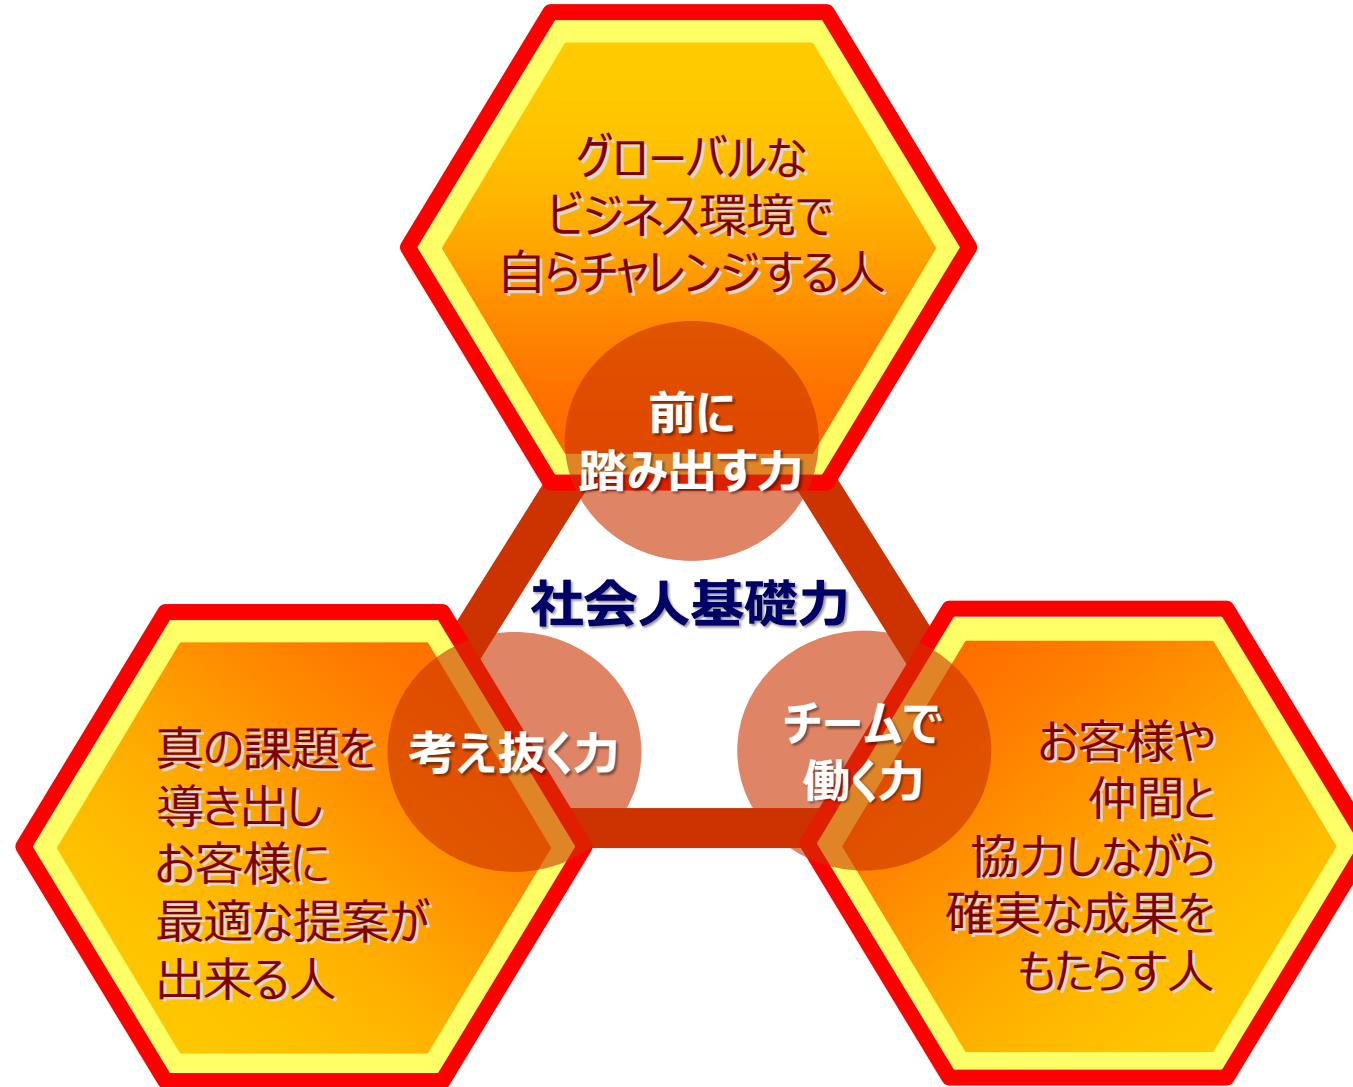 グローバルな
ビジネス環境で
自らチャレンジする人
前に
踏み出す力
社会人基礎力
真の課題を
導き出し
お客様に
最適な提案が
出来る人
考え抜く力
チームで
働く力
お客様や
仲間と
協力しながら
確実な成果を
もたらす人